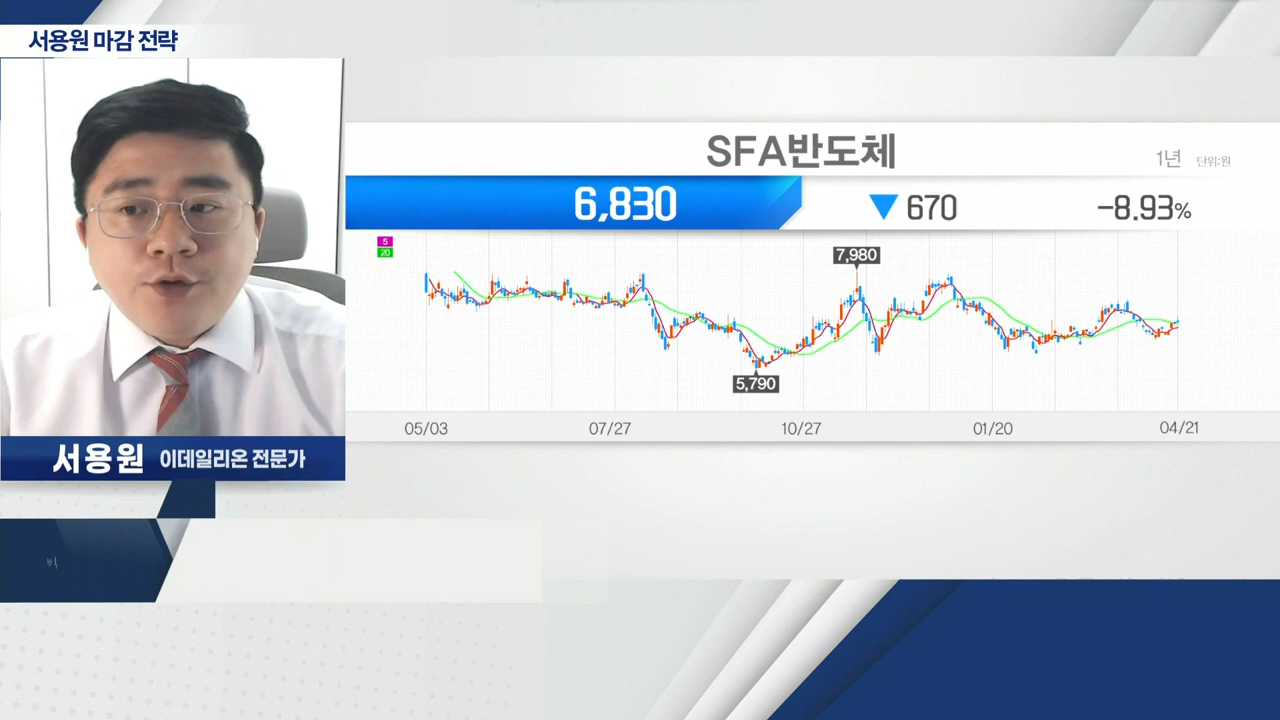 서용원 마감 전략
SFA반도체
1년 단위:원
6,830 ▼ 670 -8.93%
5
20
7,980
5,790
05/03 07/27 10/27 01/20 04/21
서용원 이데일리온 전문가